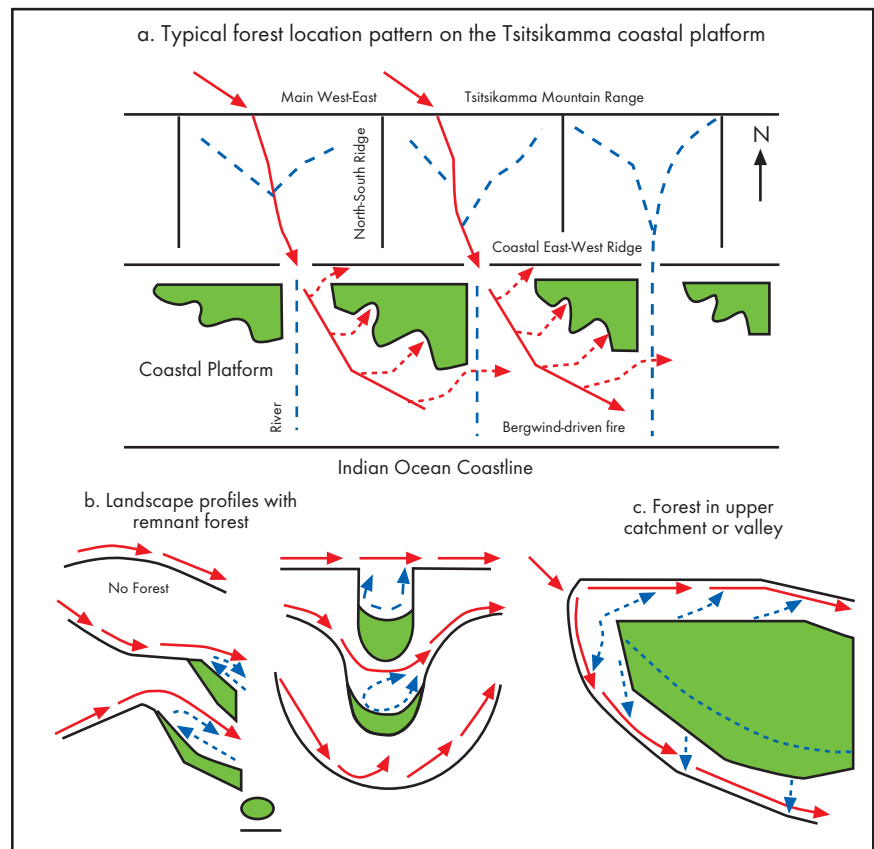 a. Typical forest location pattern on the Tsitsikamma coastal platform
Main West-East
Tsitsikamma Mountain Range
N
North-South Ridge
Coastal East-West Ridge
Coastal Platform
River
Bergwind-driven fire
Indian Ocean Coastline
b. Landscape profiles with
remnant forest
No Forest
c. Forest in upper
catchment or valley